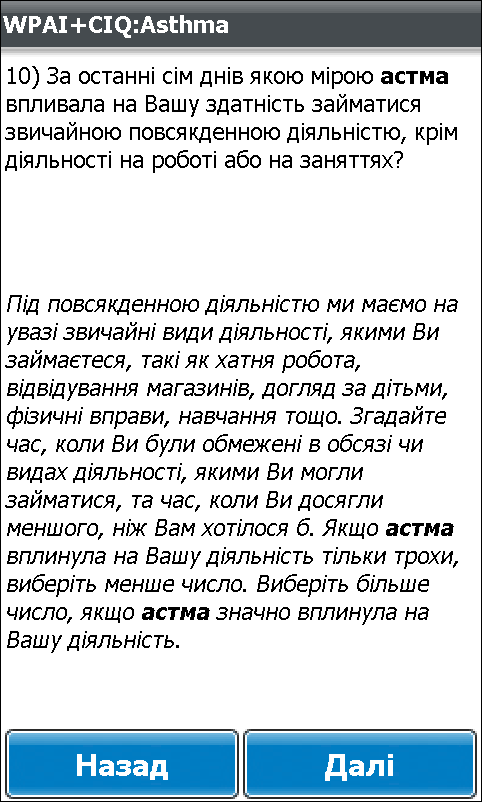 WPAI+CIQ:Asthma
10) За останні сім днів якою мірою астма
впливала на Вашу здатність займатися
звичайною повсякденною діяльністю, крім
діяльності на роботі або на заняттях?
Під повсякденною діяльністю ми маємо на
увазі звичайні види діяльності, якими Ви
займаєтеся, такі як хатня робота,
відвідування магазинів, догляд за дітьми,
фізичні вправи, навчання тощо. Згадайте
час, коли Ви були обмежені в обсязі чи
видах діяльності, якими Ви могли
займатися, та час, коли Ви досягли
меншого, ніж Вам хотілося б. Якщо астма
вплинула на Вашу діяльність тільки трохи,
виберіть менше число. Виберіть більше
число, якщо астма значно вплинула на
Вашу діяльність.
Назад
Далі